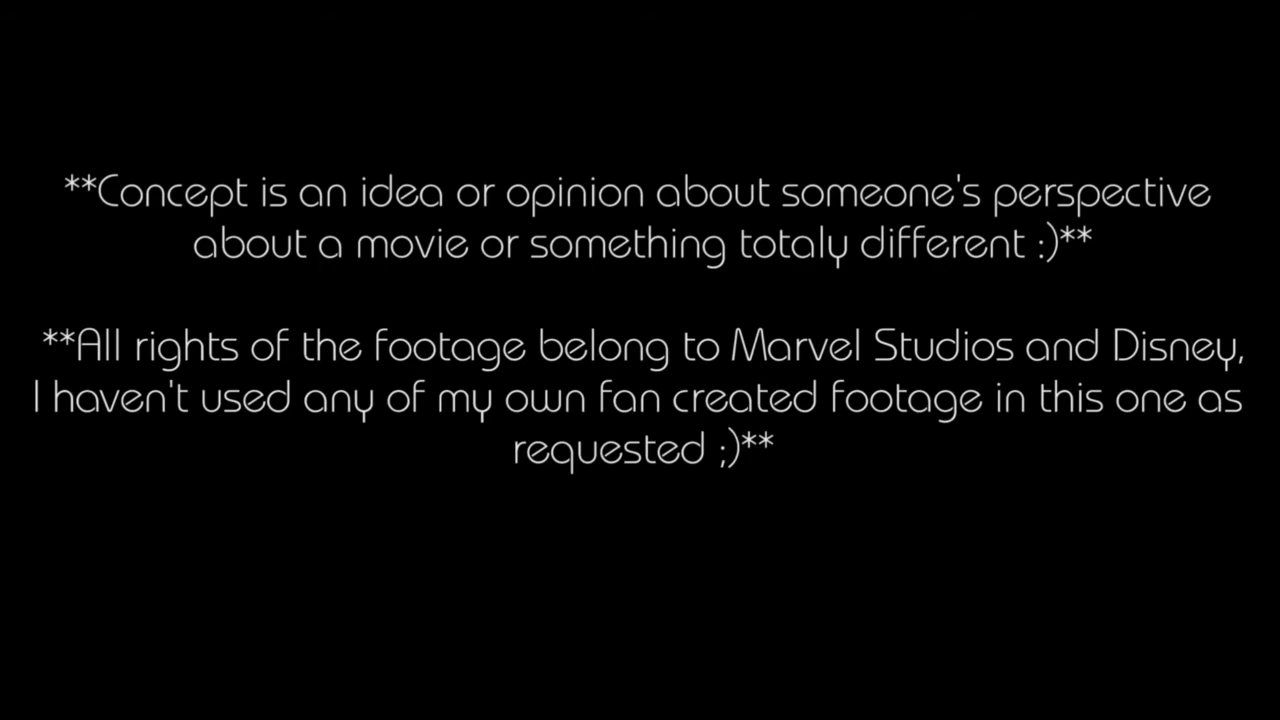 **Concept is an idea or opinion about someone's perspective
about a movie or something totaly different :)**
**All rights of the footage belong to Marvel Studios and Disney,
I haven't used any of my own fan created footage in this one as
requested ;)**